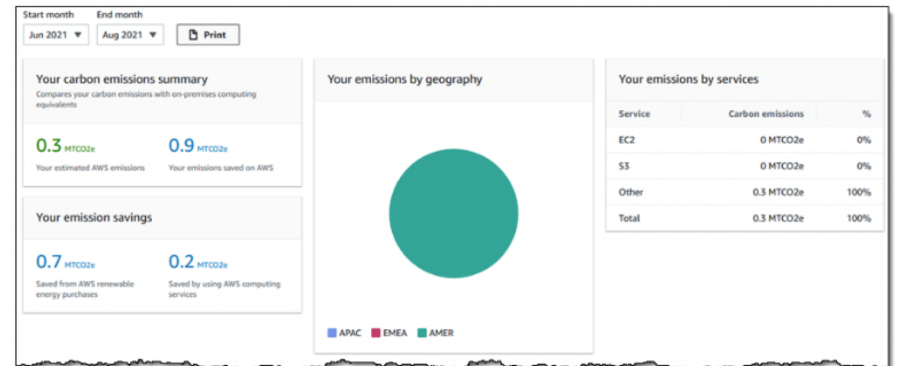 Start month End month
Jun 2021 ▼ Aug 2021 ▼ Print
Your carbon emissions summary
Compares your carbon emissions with on-premises computing
equivalents
0.3 MTCO2e 0.9 MTCO2e
Your estimated AWS emissions Your emissions saved on AWS
Your emission savings
0.7 MTCO2e 0.2 MTCO2e
Saved from AWS renewable Saved by using AWS computing
energy purchases services
Your emissions by geography
APAC EMEA AMER
Your emissions by services
Service Carbon emissions %
EC2 0 MTCO2e 0%
S3 0 MTCO2e 0%
Other 0.3 MTCO2e 100%
Total 0.3 MTCO2e 100%